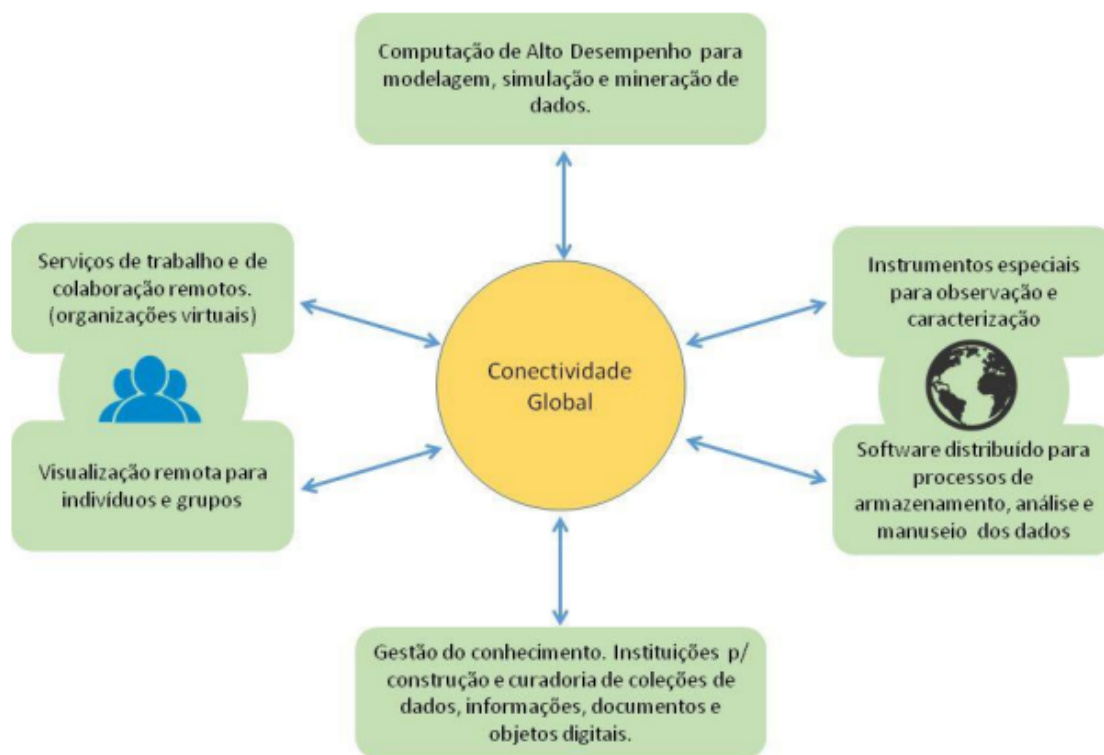 Computação de Alto Desempenho para
modelagem, simulação e mineração de
dados.
Serviços de trabalho e de
colaboração remotos.
(organizações virtuais)
Instrumentos especiais
para observação e
caracterização
Conectividade
Global
Visualização remota para
indivíduos e grupos
Software distribuído para
processos de
armazenamento, análise e
manuseio dos dados
Gestão do conhecimento. Instituições p/
construção e curadoria de coleções de
dados, informações, documentos e
objetos digitais.